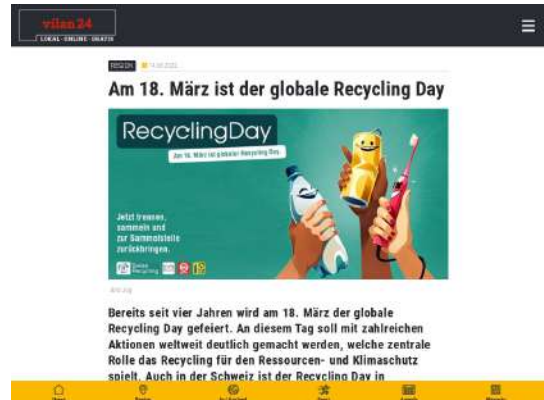 vilan24
LOKAL · ONLINE · GRATIS
REGION
Am 18. März ist der globale Recycling Day
RecyclingDay
Am 18. März ist globaler Recycling Day.
Jetzt trennen,
sammeln und
zur Sammelstelle
zurückbringen.
Swiss
Recycling
Bereits seit vier Jahren wird am 18. März der globale
Recycling Day gefeiert. An diesem Tag soll mit zahlreichen
Aktionen weltweit deutlich gemacht werden, welche zentrale
Rolle das Recycling für den Ressourcen- und Klimaschutz
spielt. Auch in der Schweiz ist der Recycling Day in